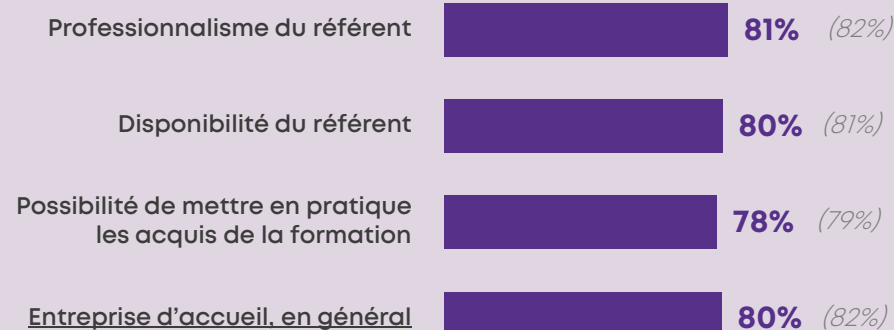 Professionnalisme du référent 81% (82%)
Disponibilité du référent 80% (81%)
Possibilité de mettre en pratique
les acquis de la formation 78% (79%)
Entreprise d'accueil, en général 80% (82%)